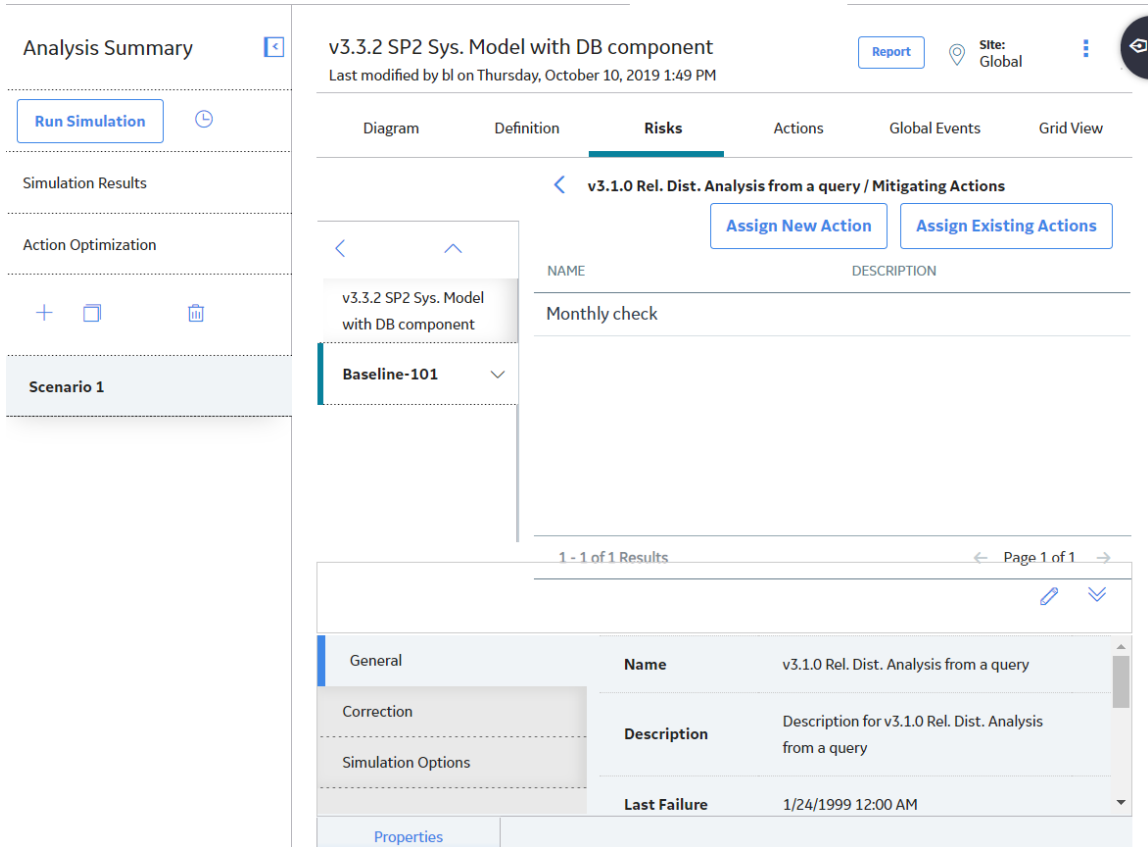 Analysis Summary
Run Simulation
Simulation Results
Action Optimization
Scenario 1
v3.3.2 SP2 Sys. Model with DB component
Last modified by bl on Thursday, October 10, 2019 1:49 PM
Report
Site:
Global
Diagram Definition Risks Actions Global Events Grid View
v3.3.2 SP2 Sys. Model
with DB component
Baseline-101
v3.1.0 Rel. Dist. Analysis from a query / Mitigating Actions
Assign New Action Assign Existing Actions
NAME DESCRIPTION
Monthly check
1 - 1 of 1 Results Page 1 of 1
General
Correction
Simulation Options
Name v3.1.0 Rel. Dist. Analysis from a query
Description Description for v3.1.0 Rel. Dist. Analysis
from a query
Last Failure 1/24/1999 12:00 AM
Properties